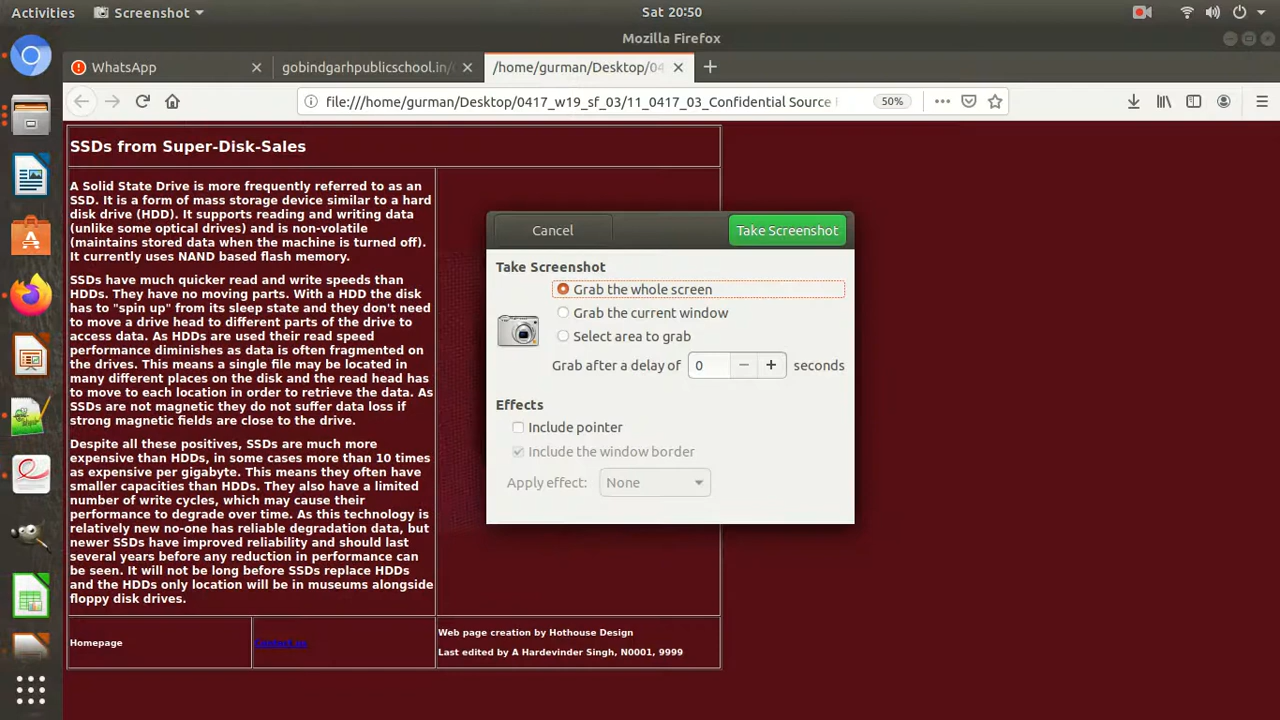 Activities Screenshot Sat 20:50
Mozilla Firefox
WhatsApp gobindgarhpublicschool.in/ /home/gurman/Desktop/04
file:///home/gurman/Desktop/0417_w19_sf_03/11_0417_03_Confidential Source 50%
SSDs from Super-Disk-Sales
A Solid State Drive is more frequently referred to as an
SSD. It is a form of mass storage device similar to a hard
disk drive (HDD). It supports reading and writing data
(unlike some optical drives) and is non-volatile
(maintains stored data when the machine is turned off).
It currently uses NAND based flash memory.
SSDs have much quicker read and write speeds than
HDDs. They have no moving parts. With a HDD the disk
has to "spin up" from its sleep state and they don't need
to move a drive head to different parts of the drive to
access data. As HDDs are used their read speed
performance diminishes as data is often fragmented on
the drives. This means a single file may be located in
many different places on the disk and the read head has
to move to each location in order to retrieve the data. As
SSDs are not magnetic they do not suffer data loss if
strong magnetic fields are close to the drive.
Despite all these positives, SSDs are much more
expensive than HDDs, in some cases more than 10 times
as expensive per gigabyte. This means they often have
smaller capacities than HDDs. They also have a limited
number of write cycles, which may cause their
performance to degrade over time. As this technology is
relatively new no-one has reliable degradation data, but
newer SSDs have improved reliability and should last
several years before any reduction in performance can
be seen. It will not be long before SSDs replace HDDs
and the HDDs only location will be in museums alongside
floppy disk drives.
Cancel Take Screenshot
Take Screenshot
Grab the whole screen
Grab the current window
Select area to grab
Grab after a delay of 0 − + seconds
Effects
Include pointer
Include the window border
Apply effect: None
Homepage
Contact us
Web page creation by Hothouse Design
Last edited by A Hardevinder Singh, N0001, 9999